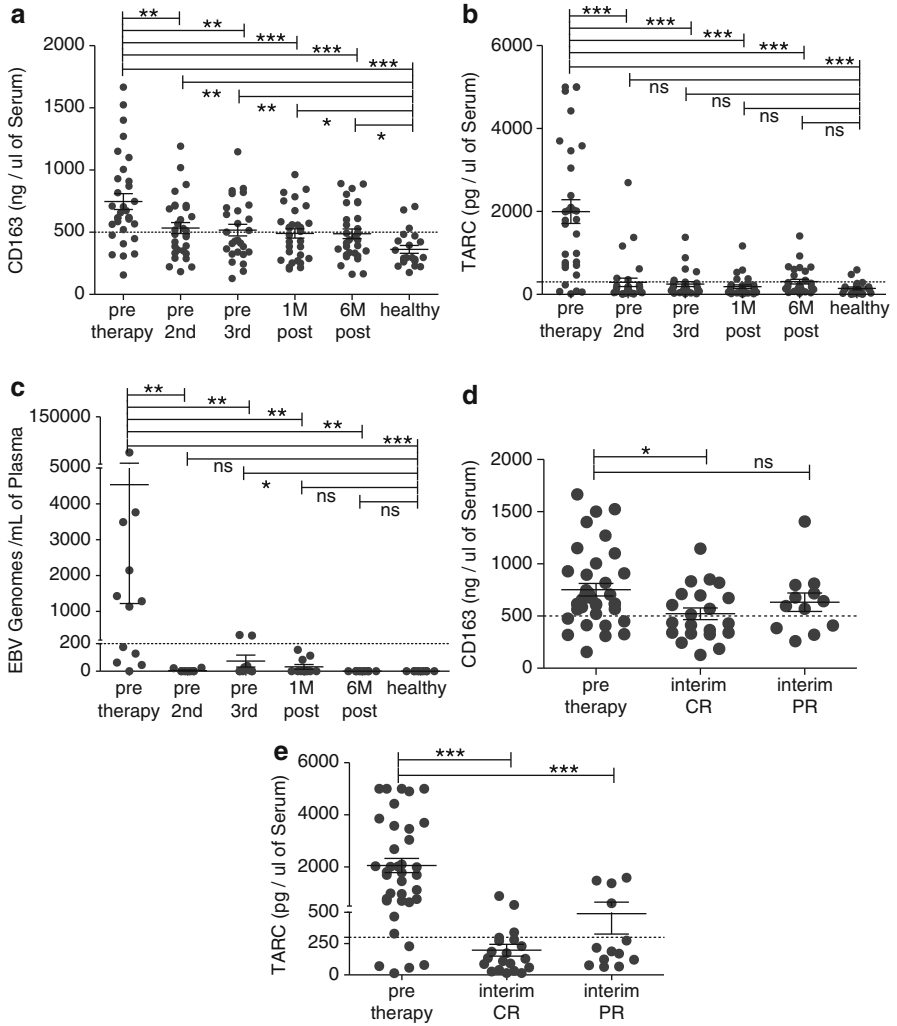 a
CD163 (ng / ul of Serum)
2000
1500
1000
500
0
**
**
***
***
***
**
**
*
*
pre therapy
pre 2nd
pre 3rd
1M post
6M post
healthy
b
TARC (pg / ul of Serum)
6000
4000
2000
0
***
***
***
***
***
ns
ns
ns
ns
pre therapy
pre 2nd
pre 3rd
1M post
6M post
healthy
c
EBV Genomes /mL of Plasma
150000
5000
4000
3000
2000
1000
200
0
**
**
**
**
***
ns
*
ns
ns
pre therapy
pre 2nd
pre 3rd
1M post
6M post
healthy
d
CD163 (ng / ul of Serum)
2000
1500
1000
500
0
*
ns
pre therapy
interim CR
interim PR
e
TARC (pg / ul of Serum)
6000
4000
2000
500
250
0
***
***
pre therapy
interim CR
interim PR